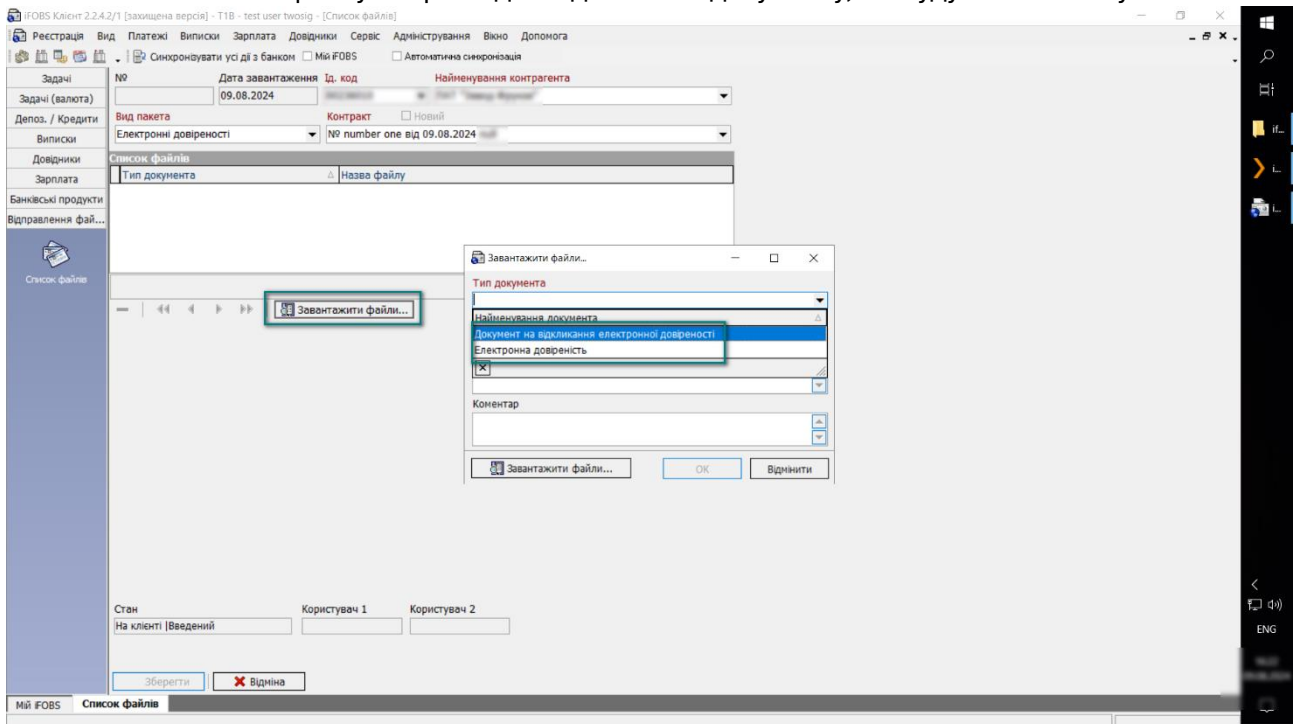 iFOBS Клієнт 2.2.4.2/1 [захищена версія] - T1B - test user twosig - [Список файлів]
Реєстрація Вид Платежі Виписки Зарплата Довідники Сервіс Адміністрування Вікно Допомога
Синхронізувати усі дії з банком Мій iFOBS Автоматична синхронізація
Задачі
Задачі (валюта)
Депоз. / Кредити
Виписки
Довідники
Зарплата
Банківські продукти
Відправлення фай...
Список файлів
№ Дата завантаження Ід. код Найменування контрагента
09.08.2024
Вид пакета Контракт Новий
Електронні довіреності № number one від 09.08.2024
Список файлів
Тип документа Назва файлу
Завантажити файли...
Завантажити файли...
Тип документа
Найменування документа
Документ на відкликання електронної довіреності
Електронна довіреність
Коментар
Завантажити файли... OK Відмінити
Стан Користувач 1 Користувач 2
На клієнті |Введений
Зберегти Відміна
Мій iFOBS Список файлів
if...
i...
i...
ENG